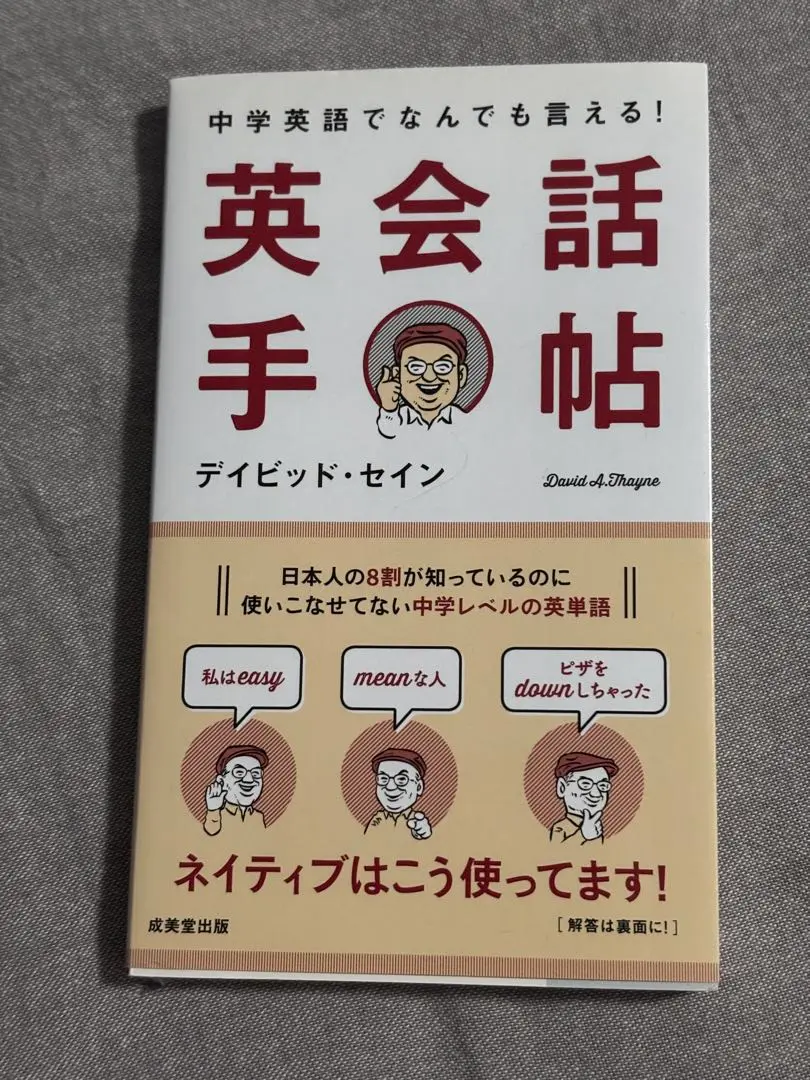 中学英語でなんでも言える!
英会話
手帖
デイビッド・セイン
David A.Thayne
日本人の8割が知っているのに
使いこなせてない中学レベルの英単語
私はeasy
meanな人
ピザを
downしちゃった
ネイティブはこう使ってます!
成美堂出版
[解答は裏面に!]